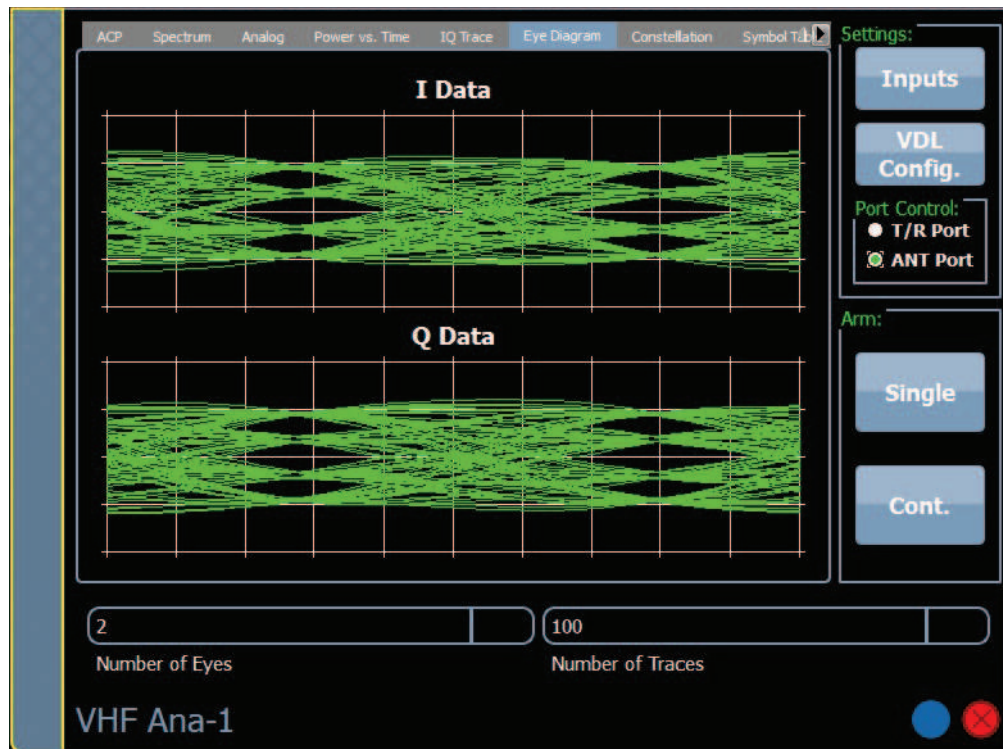 ACP Spectrum Analog Power vs. Time IQ Trace Eye Diagram Constellation Symbol
I Data
Q Data
Settings:
Inputs
VDL
Config.
Port Control:
T/R Port
ANT Port
Arm:
Single
Cont.
2
Number of Eyes
100
Number of Traces
VHF Ana-1